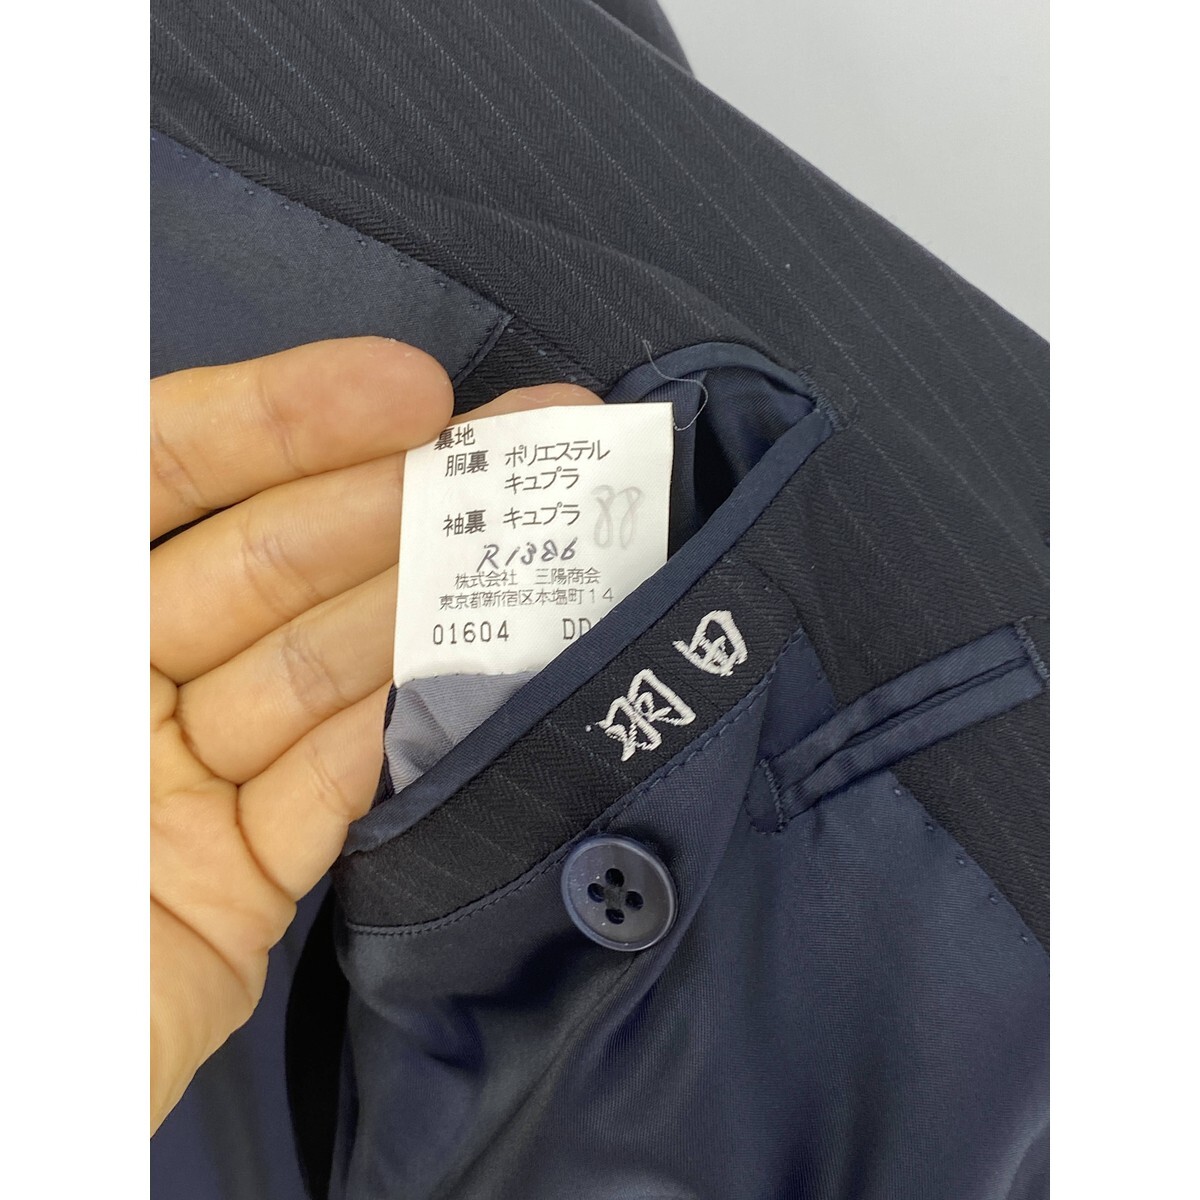 裏地
胴裏 ポリエステル
キュプラ
袖裏 キュプラ
88
R1386
株式会社 三陽商会
東京都新宿区本塩町14
01604 DD
羽田